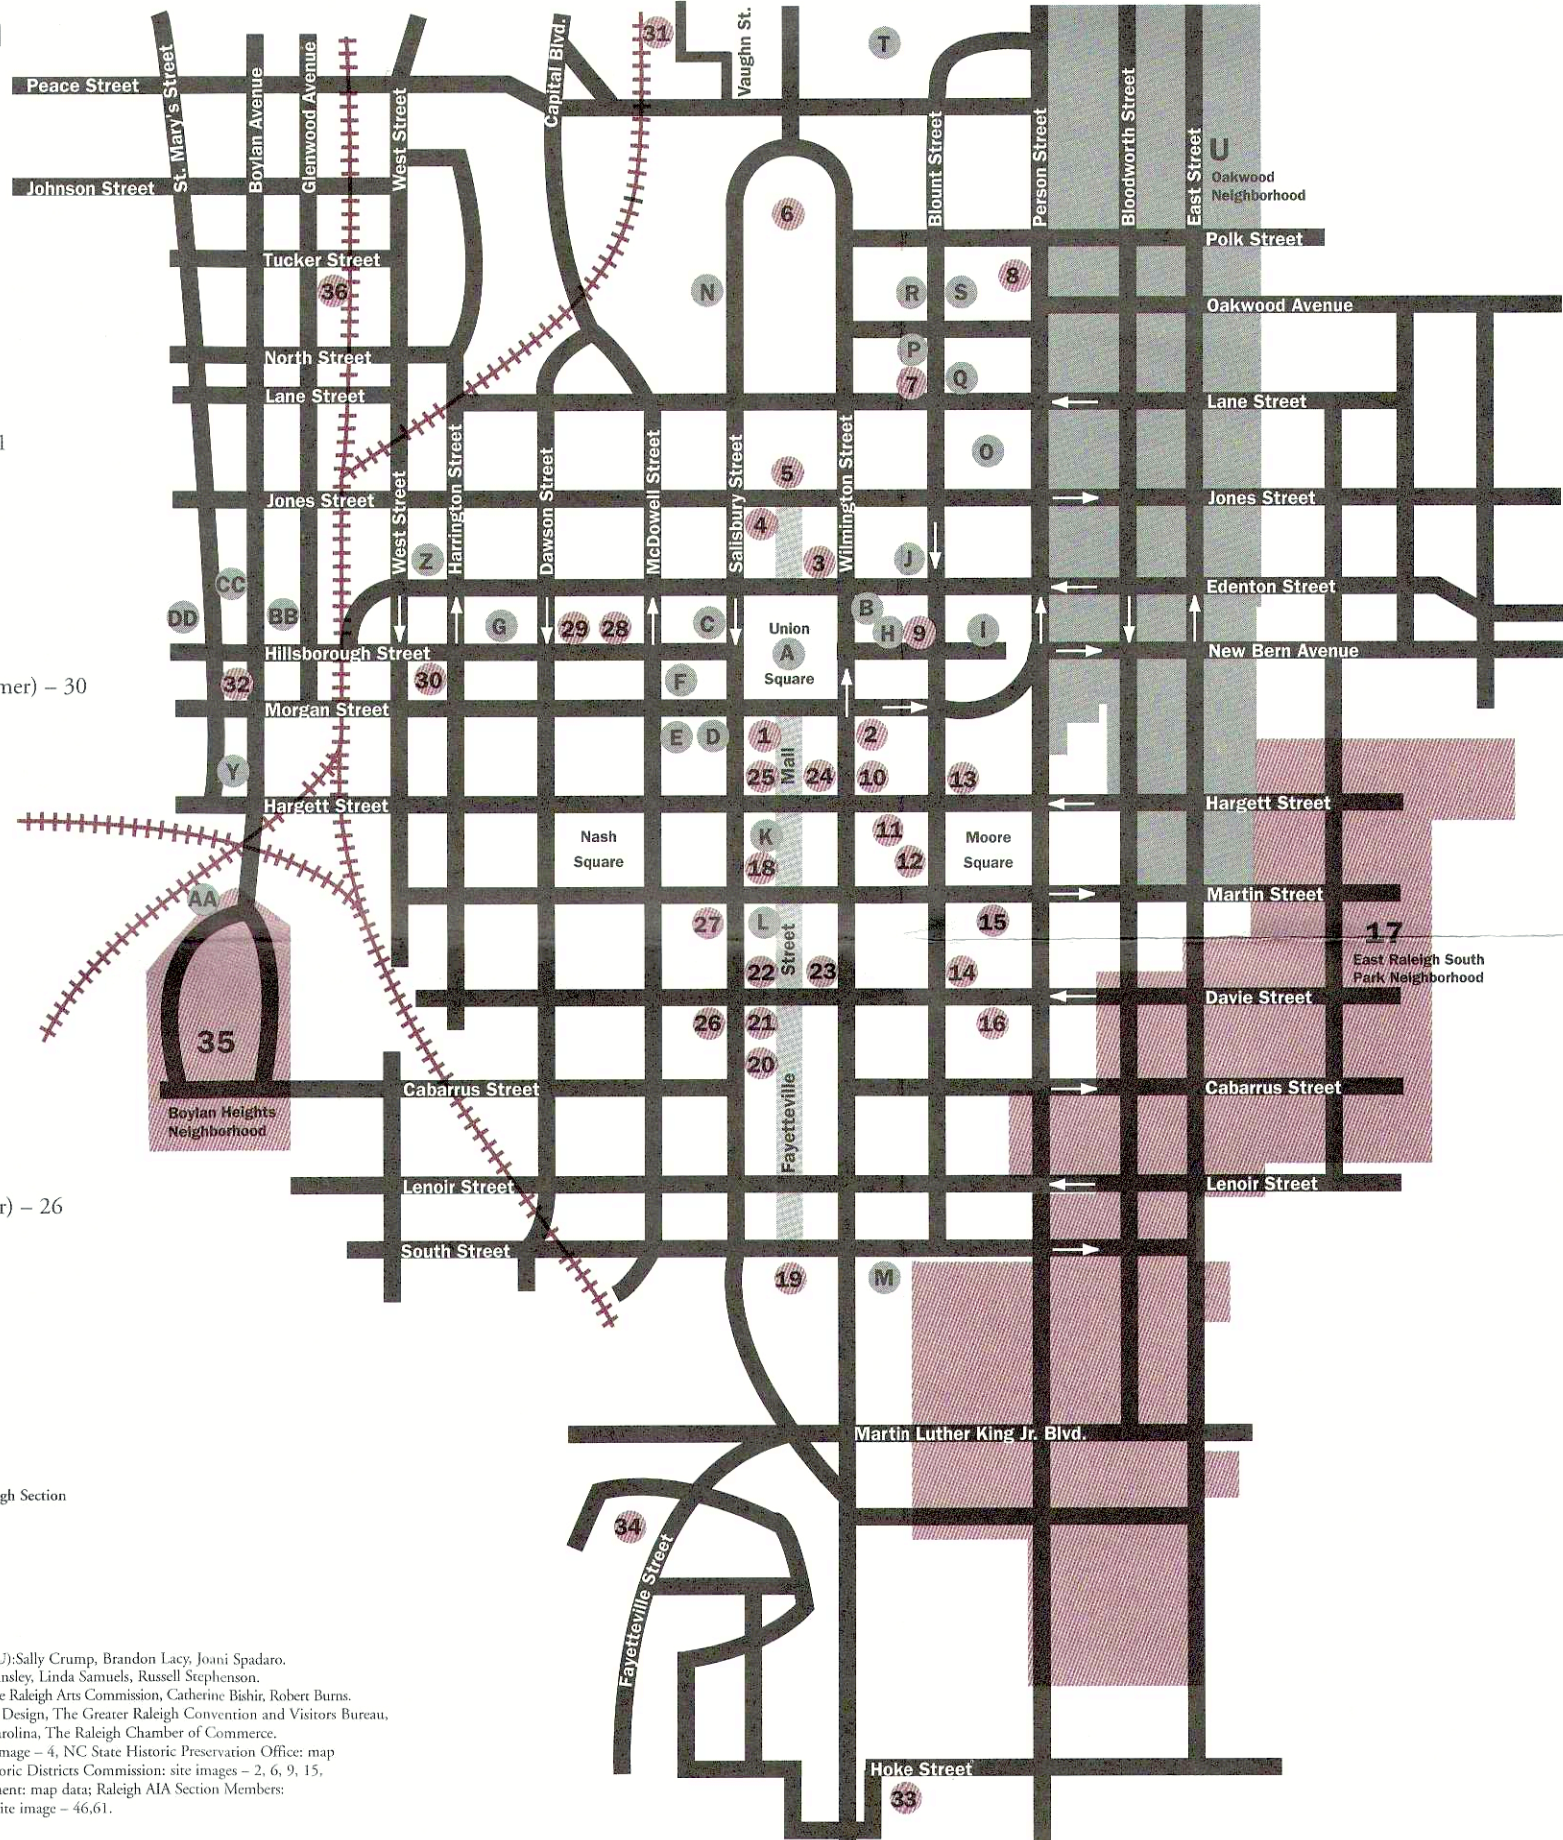 31
T
Vaughn St.
Capital Blvd.
Peace Street
St. Mary's Street
Boylan Avenue
Glenwood Avenue
West Street
Blount Street
Person Street
Bloodworth Street
East Street
U
Oakwood
Neighborhood
Johnson Street
6
Polk Street
Tucker Street
36
N
R
S
8
Oakwood Avenue
North Street
P
7
Q
Lane Street
Lane Street
1
O
5
West Street
Harrington Street
Dawson Street
McDowell Street
Salisbury Street
Wilmington Street
Jones Street
Jones Street
4
3
Z
J
CC
DD
BB
Edenton Street
G
29
28
C
Union
A
Square
B
H
9
I
Hillsborough Street
New Bern Avenue
mer) – 30
32
30
F
Morgan Street
E
D
1
Mall
2
Y
25
24
10
13
Hargett Street
Hargett Street
Nash
Square
K
18
11
12
Moore
Square
Martin Street
AA
27
L
Street
15
17
East Raleigh South
Park Neighborhood
22
23
14
Davie Street
35
26
21
16
20
Cabarrus Street
Cabarrus Street
Boylan Heights
Neighborhood
Fayetteville
Lenoir Street
Lenoir Street
r) – 26
South Street
19
M
Martin Luther King Jr. Blvd.
gh Section
34
Fayetteville Street
U):Sally Crump, Brandon Lacy, Joani Spadaro.
nsley, Linda Samuels, Russell Stephenson.
e Raleigh Arts Commission, Catherine Bishir, Robert Burns.
Design, The Greater Raleigh Convention and Visitors Bureau,
arolina, The Raleigh Chamber of Commerce.
mage – 4, NC State Historic Preservation Office: map
oric Districts Commission: site images – 2, 6, 9, 15,
nent: map data; Raleigh AIA Section Members:
ite image – 46,61.
Hoke Street
33